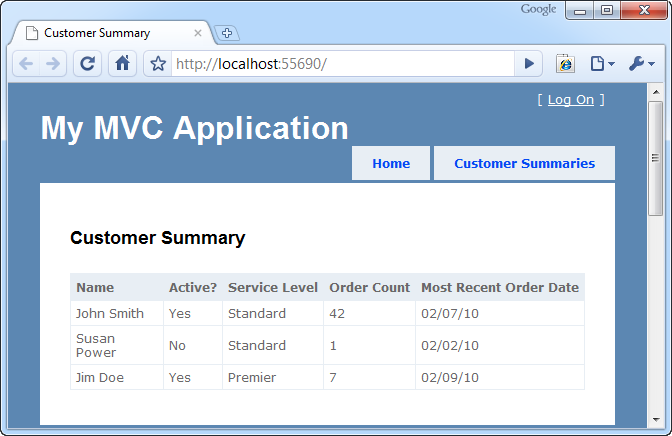 Google
Customer Summary
http://localhost:55690/
[ Log On ]
My MVC Application
Home Customer Summaries
Customer Summary
Name Active? Service Level Order Count Most Recent Order Date
John Smith Yes Standard 42 02/07/10
Susan
Power No Standard 1 02/02/10
Jim Doe Yes Premier 7 02/09/10